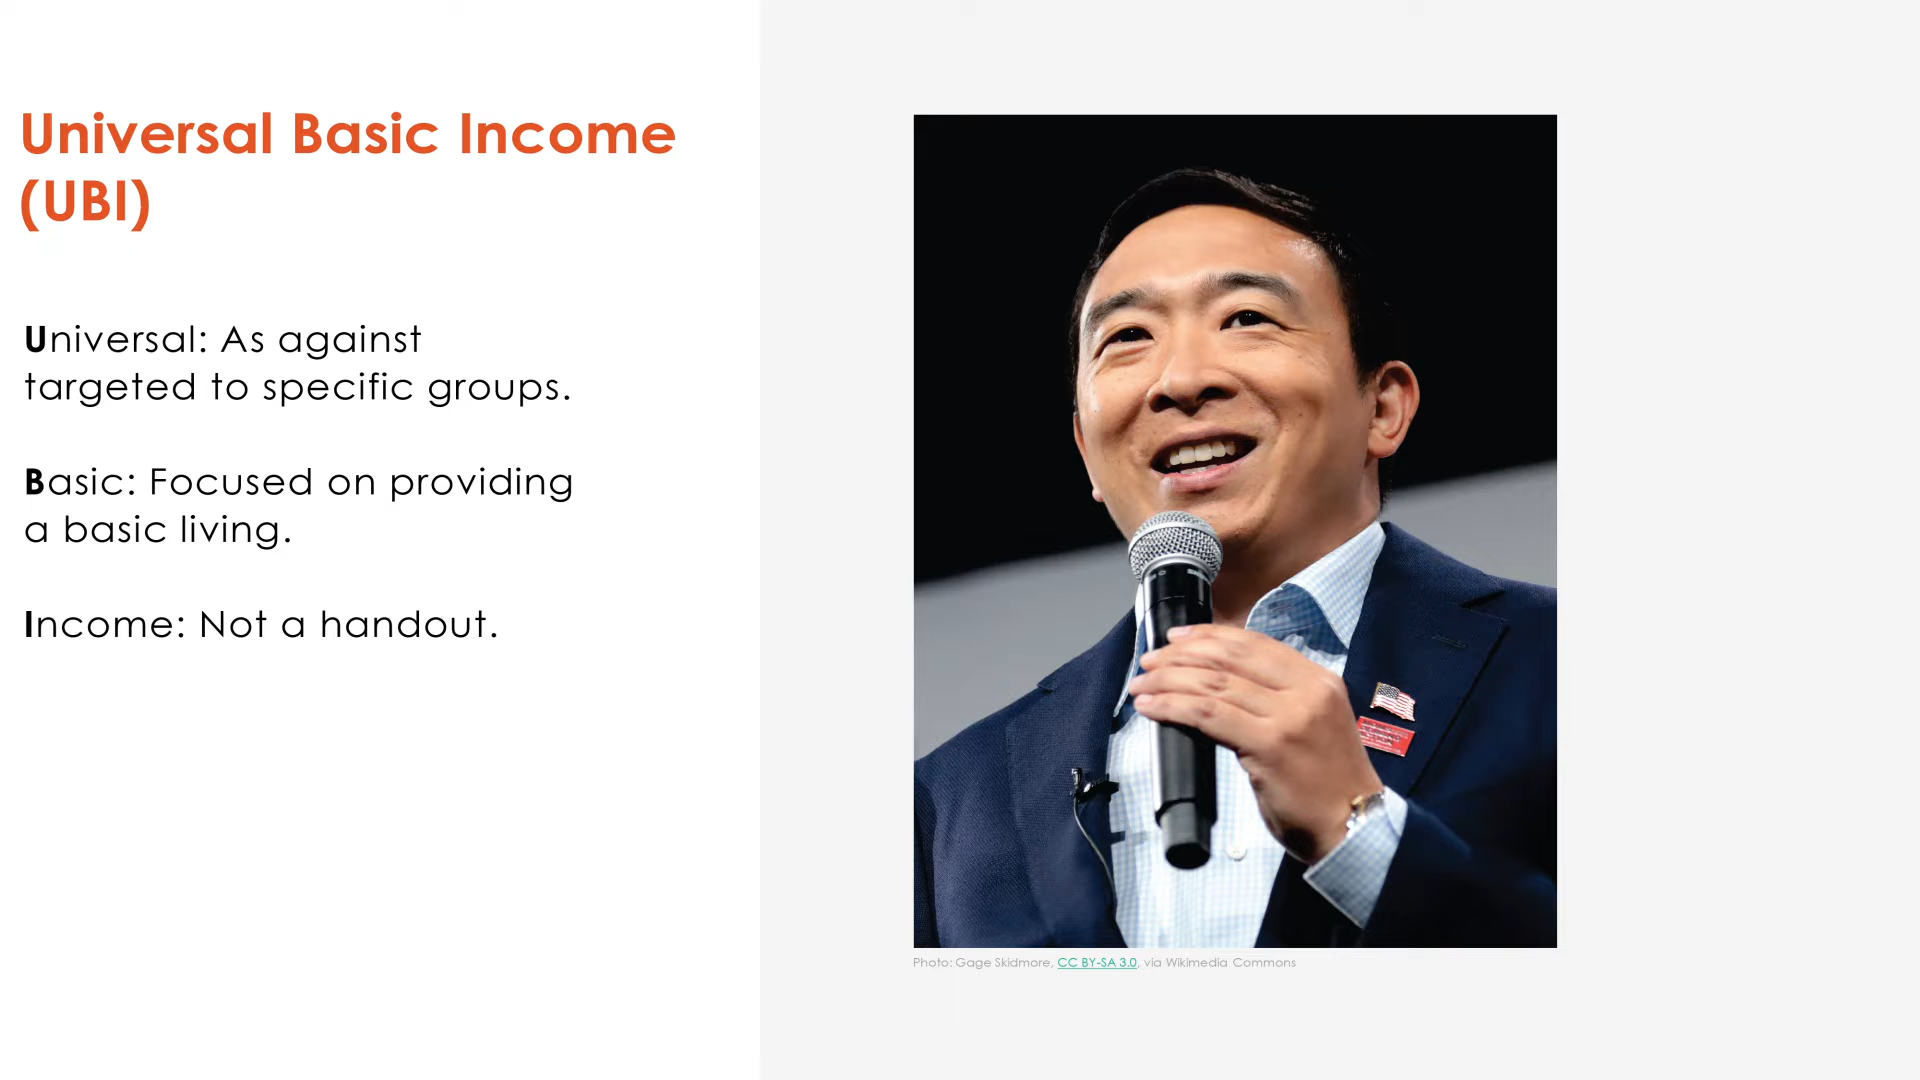 Universal Basic Income
(UBI)
Universal: As against
targeted to specific groups.
Basic: Focused on providing
a basic living.
Income: Not a handout.
Photo: Gage Skidmore, CC BY-SA 3.0, via Wikimedia Commons